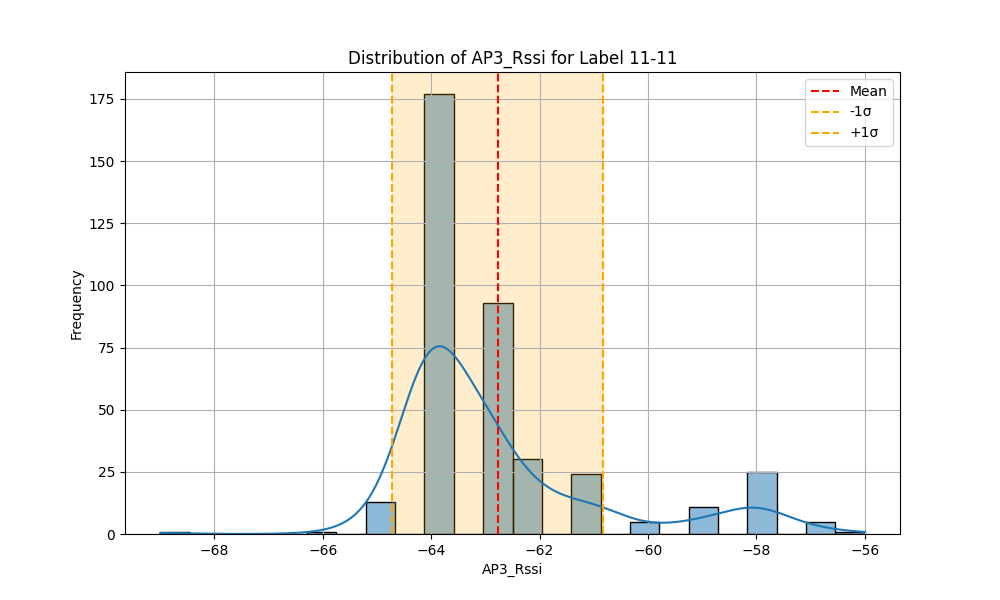 Distribution of AP3_Rssi for Label 11-11
Mean
-1σ
+1σ
175
150
125
100
75
50
25
0
Frequency
−68
−66
−64
−62
−60
−58
−56
AP3_Rssi